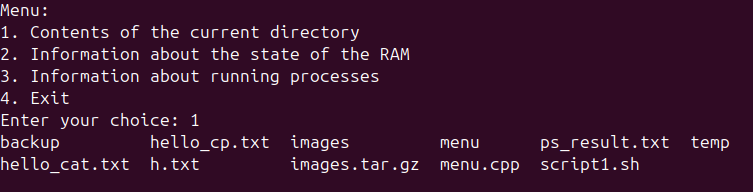 Menu:
1. Contents of the current directory
2. Information about the state of the RAM
3. Information about running processes
4. Exit
Enter your choice: 1
backup hello_cp.txt images menu ps_result.txt temp
hello_cat.txt h.txt images.tar.gz menu.cpp script1.sh